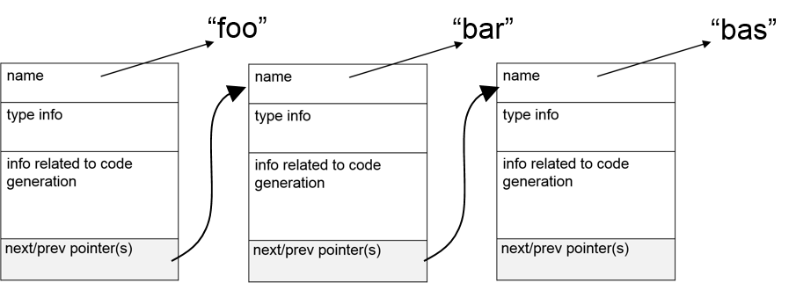 “foo”
“bar”
“bas”
name
type info
info related to code
generation
next/prev pointer(s)
name
type info
info related to code
generation
next/prev pointer(s)
name
type info
info related to code
generation
next/prev pointer(s)